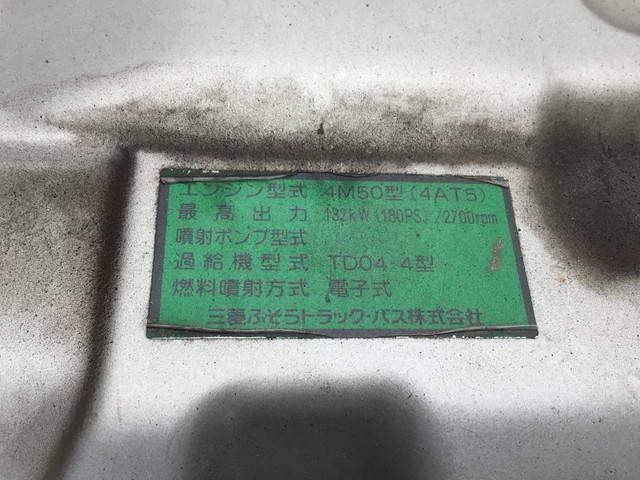 エンジン型式 4M50型(4AT5)
最高出力 132kW(180PS)/2700rpm
噴射ポンプ型式
過給機型式 TD04-4型
燃料噴射方式 電子式
三菱ふそうトラック・バス株式会社